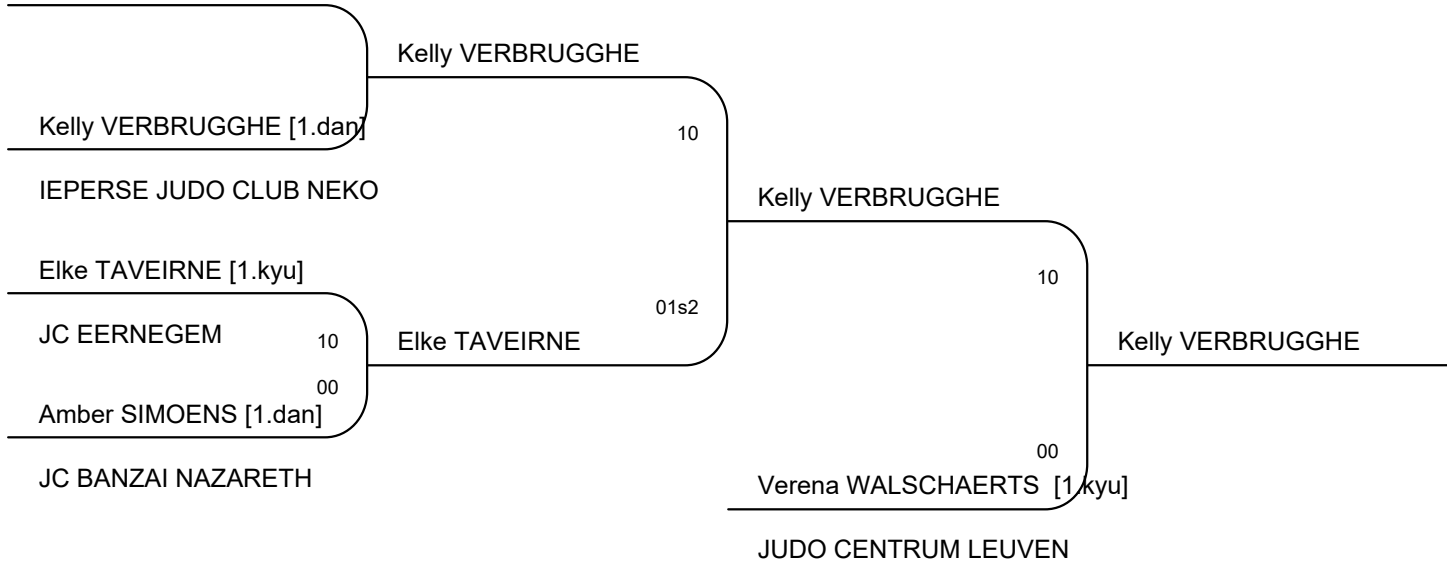 Kelly VERBRUGGHE
Kelly VERBRUGGHE [1.dan]
10
IEPERSE JUDO CLUB NEKO
Kelly VERBRUGGHE
Elke TAVEIRNE [1.kyu]
10
01s2
JC EERNEGEM
10
Elke TAVEIRNE
Kelly VERBRUGGHE
00
Amber SIMOENS [1.dan]
00
JC BANZAI NAZARETH
Verena WALSCHAERTS [1.kyu]
JUDO CENTRUM LEUVEN